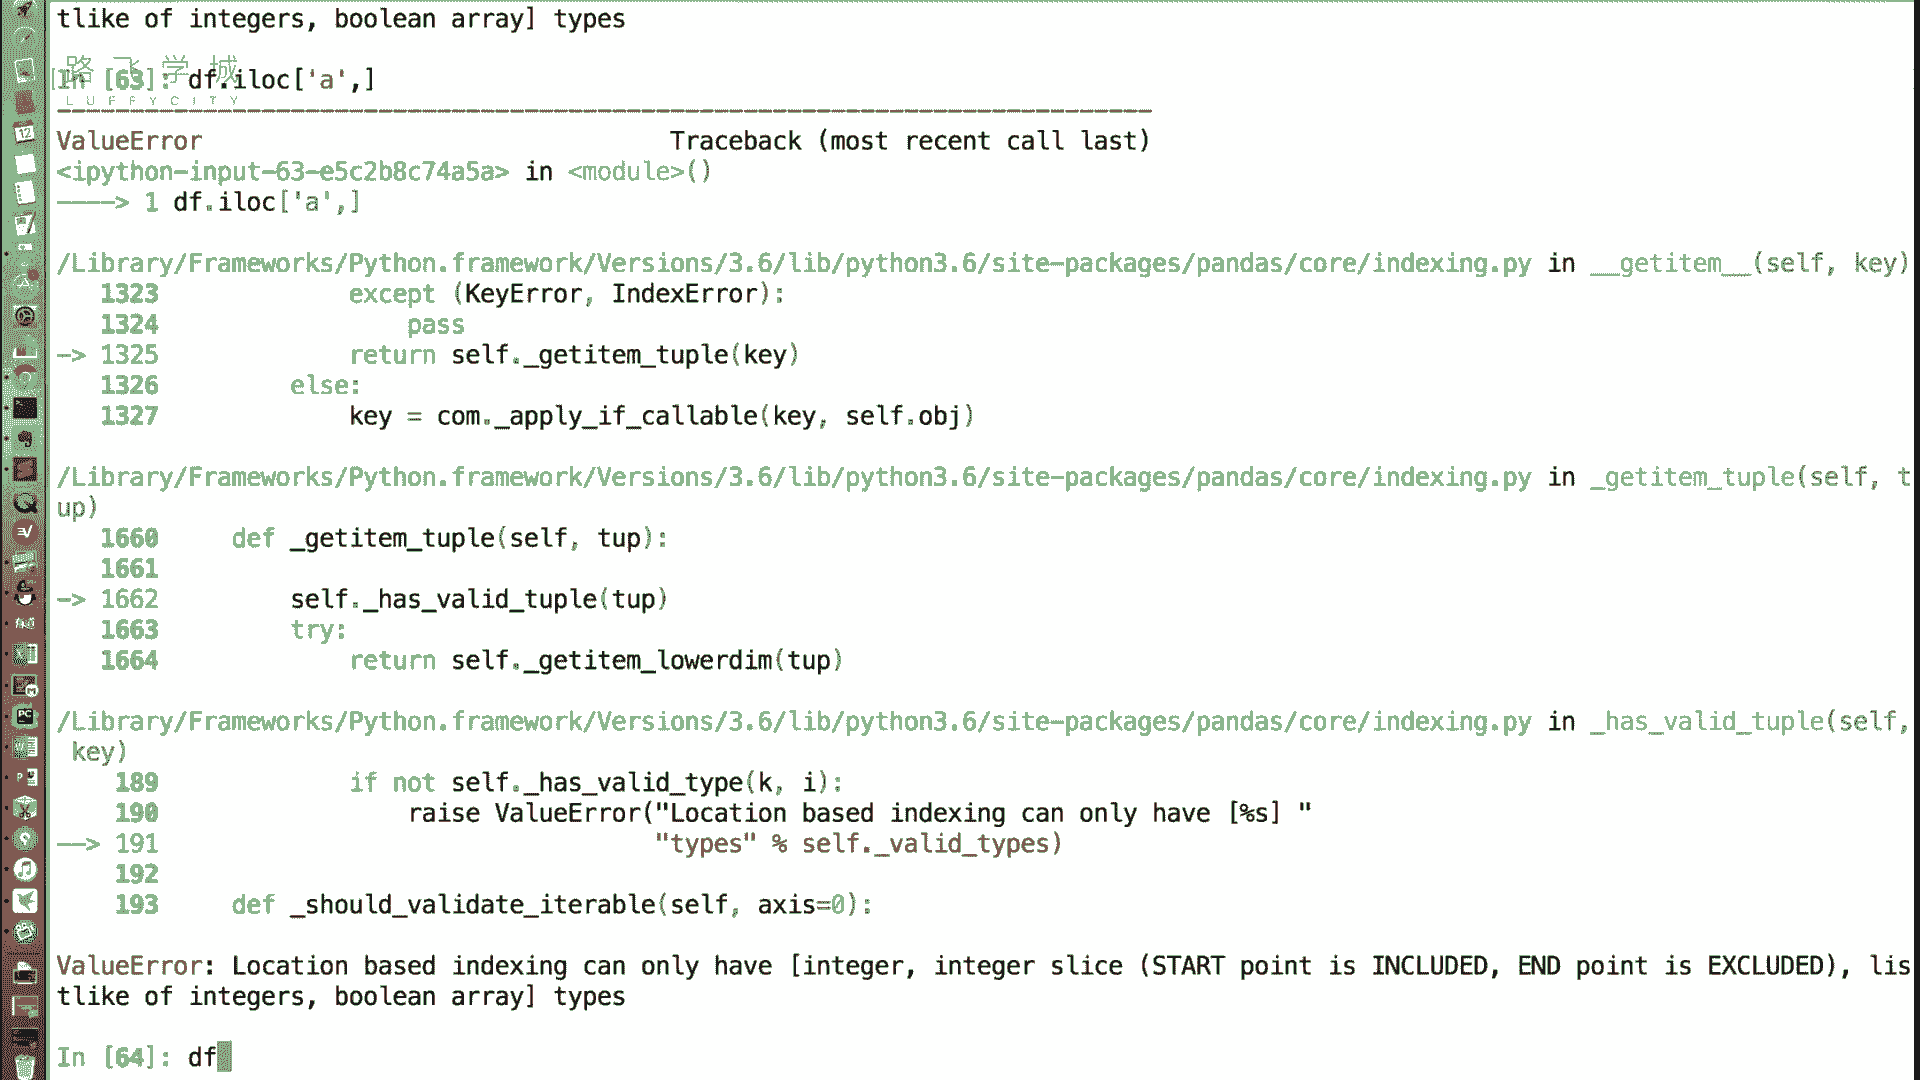 tlike of integers, boolean array] types
路飞学城
LUFFYCITY
In [63]: df.iloc['a',]
---------------------------------------------------------------------------
ValueError                                Traceback (most recent call last)
<ipython-input-63-e5c2b8c74a5a> in <module>()
----> 1 df.iloc['a',]
/Library/Frameworks/Python.framework/Versions/3.6/lib/python3.6/site-packages/pandas/core/indexing.py in __getitem__(self, key)
   1323             except (KeyError, IndexError):
   1324                 pass
-> 1325             return self._getitem_tuple(key)
   1326         else:
   1327             key = com._apply_if_callable(key, self.obj)
/Library/Frameworks/Python.framework/Versions/3.6/lib/python3.6/site-packages/pandas/core/indexing.py in _getitem_tuple(self, t
up)
   1660     def _getitem_tuple(self, tup):
   1661
-> 1662         self._has_valid_tuple(tup)
   1663         try:
   1664             return self._getitem_lowerdim(tup)
/Library/Frameworks/Python.framework/Versions/3.6/lib/python3.6/site-packages/pandas/core/indexing.py in _has_valid_tuple(self,
 key)
    189             if not self._has_valid_type(k, i):
    190                 raise ValueError("Location based indexing can only have [%s] "
--> 191                                  "types" % self._valid_types)
    192
    193     def _should_validate_iterable(self, axis=0):
ValueError: Location based indexing can only have [integer, integer slice (START point is INCLUDED, END point is EXCLUDED), lis
tlike of integers, boolean array] types
In [64]: df